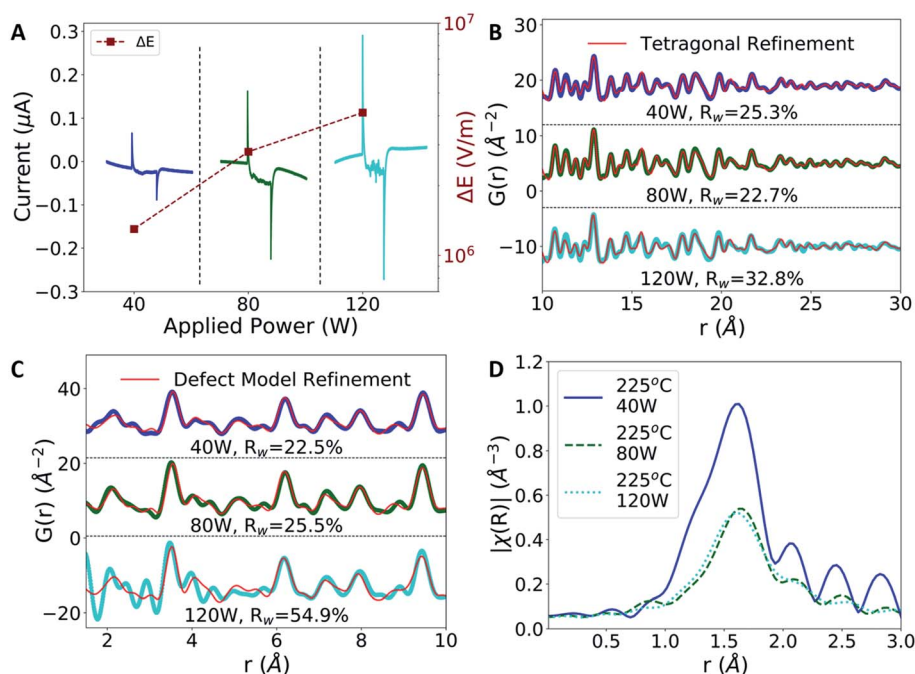 A
ΔE
Current (μA)
0.3
0.2
0.1
0.0
−0.1
−0.2
−0.3
40
80
120
Applied Power (W)
10⁷
10⁶
ΔE (V/m)
B
Tetragonal Refinement
40W, R_w=25.3%
80W, R_w=22.7%
120W, R_w=32.8%
G(r) (Å⁻²)
20
10
0
−10
10
15
20
25
30
r (Å)
C
Defect Model Refinement
40W, R_w=22.5%
80W, R_w=25.5%
120W, R_w=54.9%
G(r) (Å⁻²)
40
20
0
−20
2
4
6
8
10
r (Å)
D
225°C
40W
225°C
80W
225°C
120W
|χ(R)| (Å⁻³)
1.2
1.0
0.8
0.6
0.4
0.2
0.0
0.5
1.0
1.5
2.0
2.5
3.0
r (Å)